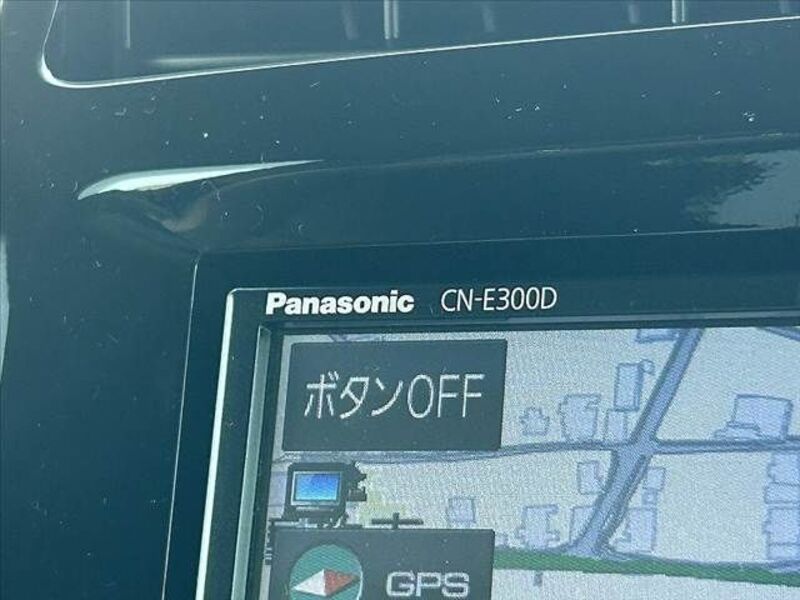 Panasonic CN-E300D
ボタンOFF
GPS